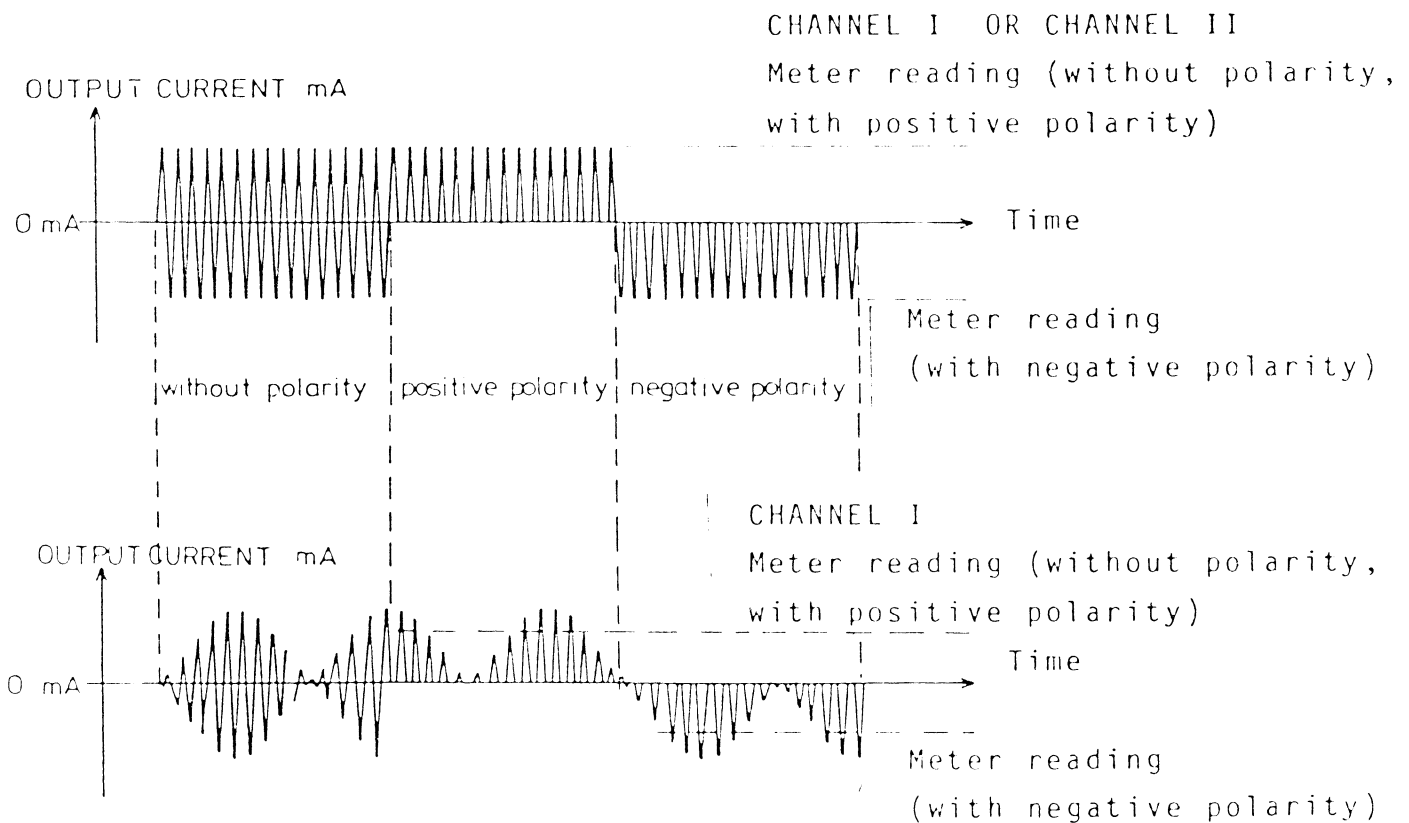 CHANNEL I OR CHANNEL II
Meter reading (without polarity,
with positive polarity)
OUTPUT CURRENT mA
0 mA
Time
Meter reading
(with negative polarity)
without polarity
positive polarity
negative polarity
CHANNEL I
Meter reading (without polarity,
with positive polarity)
OUTPUT CURRENT mA
Time
0 mA
Meter reading
(with negative polarity)